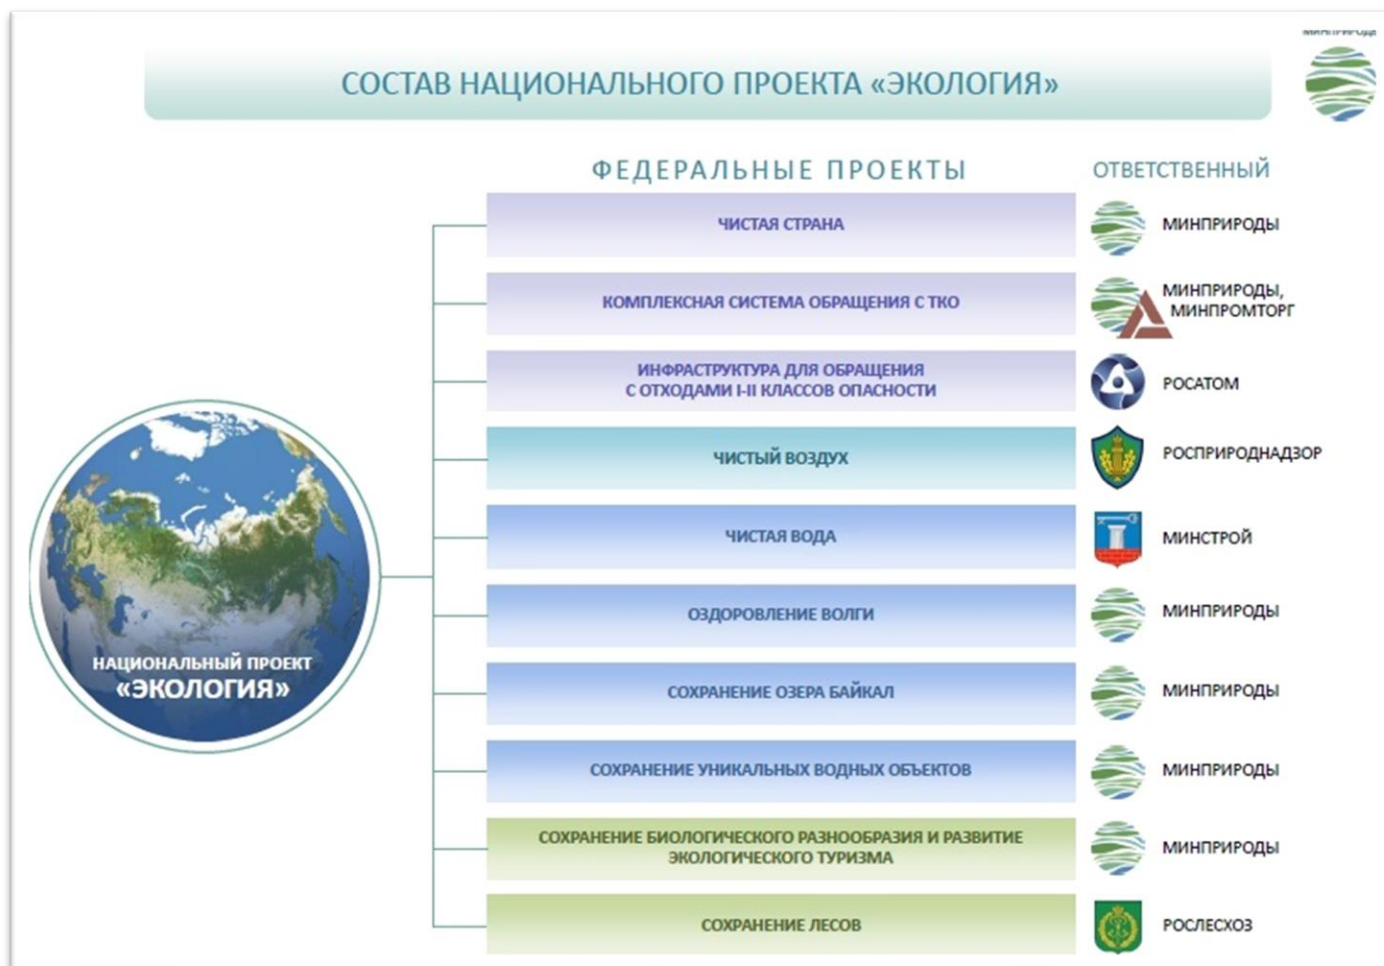 МИНПРИРОДЫ
СОСТАВ НАЦИОНАЛЬНОГО ПРОЕКТА «ЭКОЛОГИЯ»
ФЕДЕРАЛЬНЫЕ ПРОЕКТЫ
ОТВЕТСТВЕННЫЙ
ЧИСТАЯ СТРАНА
МИНПРИРОДЫ
КОМПЛЕКСНАЯ СИСТЕМА ОБРАЩЕНИЯ С ТКО
МИНПРИРОДЫ,
МИНПРОМТОРГ
ИНФРАСТРУКТУРА ДЛЯ ОБРАЩЕНИЯ
С ОТХОДАМИ I-II КЛАССОВ ОПАСНОСТИ
РОСАТОМ
ЧИСТЫЙ ВОЗДУХ
РОСПРИРОДНАДЗОР
ЧИСТАЯ ВОДА
МИНСТРОЙ
ОЗДОРОВЛЕНИЕ ВОЛГИ
МИНПРИРОДЫ
НАЦИОНАЛЬНЫЙ ПРОЕКТ
«ЭКОЛОГИЯ»
СОХРАНЕНИЕ ОЗЕРА БАЙКАЛ
МИНПРИРОДЫ
СОХРАНЕНИЕ УНИКАЛЬНЫХ ВОДНЫХ ОБЪЕКТОВ
МИНПРИРОДЫ
СОХРАНЕНИЕ БИОЛОГИЧЕСКОГО РАЗНООБРАЗИЯ И РАЗВИТИЕ
ЭКОЛОГИЧЕСКОГО ТУРИЗМА
МИНПРИРОДЫ
СОХРАНЕНИЕ ЛЕСОВ
РОСЛЕСХОЗ